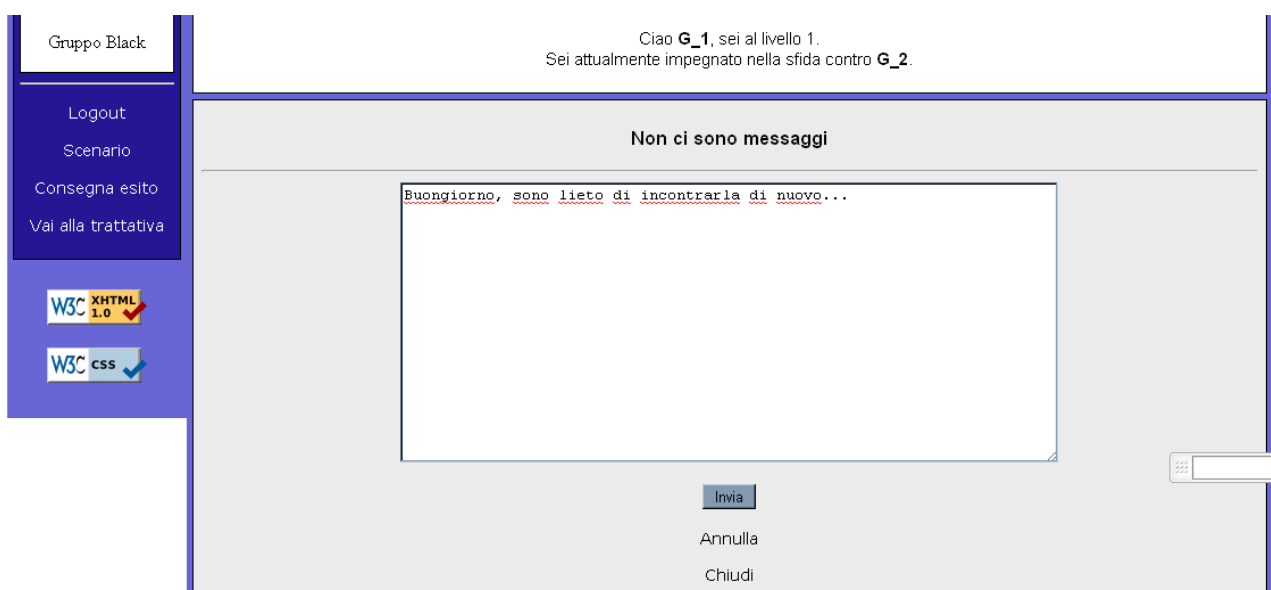 Gruppo Black
Logout
Scenario
Consegna esito
Vai alla trattativa
W3C XHTML 1.0
W3C css
Ciao G_1, sei al livello 1.
Sei attualmente impegnato nella sfida contro G_2.
Non ci sono messaggi
Buongiorno, sono lieto di incontrarla di nuovo...
Invia
Annulla
Chiudi